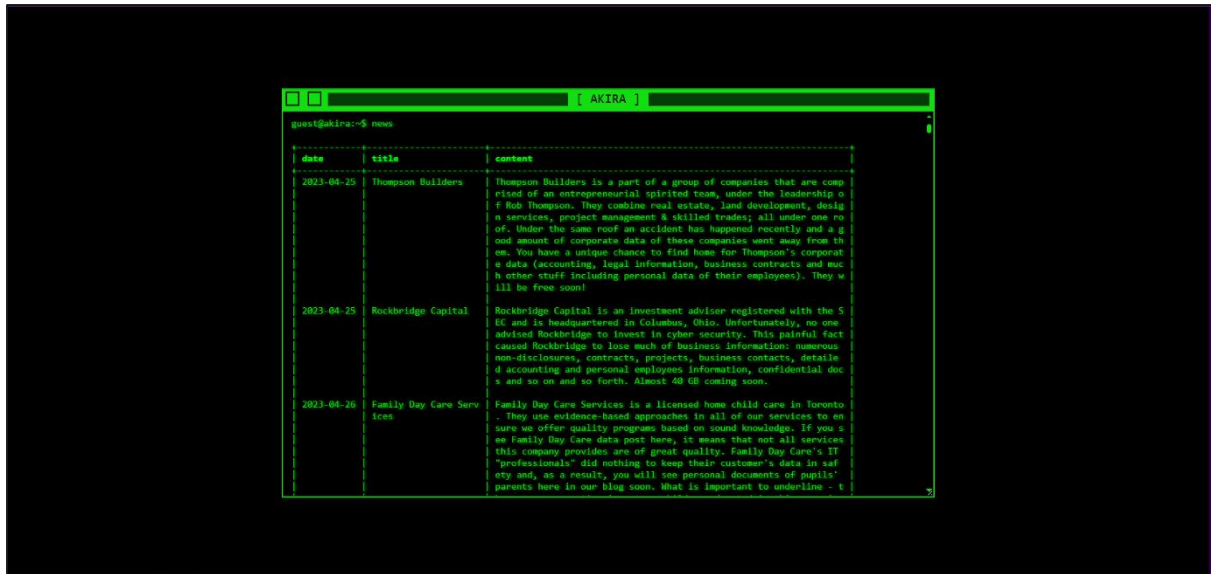 [ AKIRA ]
guest@akira:~$ news
date | title | content
2023-04-25 | Thompson Builders | Thompson Builders is a part of a group of companies that are comp
rised of an entrepreneurial spirited team, under the leadership o
f Rob Thompson. They combine real estate, land development, desig
n services, project management & skilled trades; all under one ro
of. Under the same roof an accident has happened recently and a g
ood amount of corporate data of these companies went away from th
em. You have a unique chance to find home for Thompson's corporat
e data (accounting, legal information, business contracts and muc
h other stuff including personal data of their employees). They w
ill be free soon!
2023-04-25 | Rockbridge Capital | Rockbridge Capital is an investment adviser registered with the S
EC and is headquartered in Columbus, Ohio. Unfortunately, no one
advised Rockbridge to invest in cyber security. This painful fact
caused Rockbridge to lose much of business information: numerous
non-disclosures, contracts, projects, business contacts, detaile
d accounting and personal employees information, confidential doc
s and so on and so forth. Almost 40 GB coming soon.
2023-04-26 | Family Day Care Serv | Family Day Care Services is a licensed home child care in Toronto
ices | . They use evidence-based approaches in all of our services to en
sure we offer quality programs based on sound knowledge. If you s
ee Family Day Care data post here, it means that not all services
this company provides are of great quality. Family Day Care's IT
"professionals" did nothing to keep their customer's data in saf
ety and, as a result, you will see personal documents of pupils'
parents here in our blog soon. What is important to underline - t